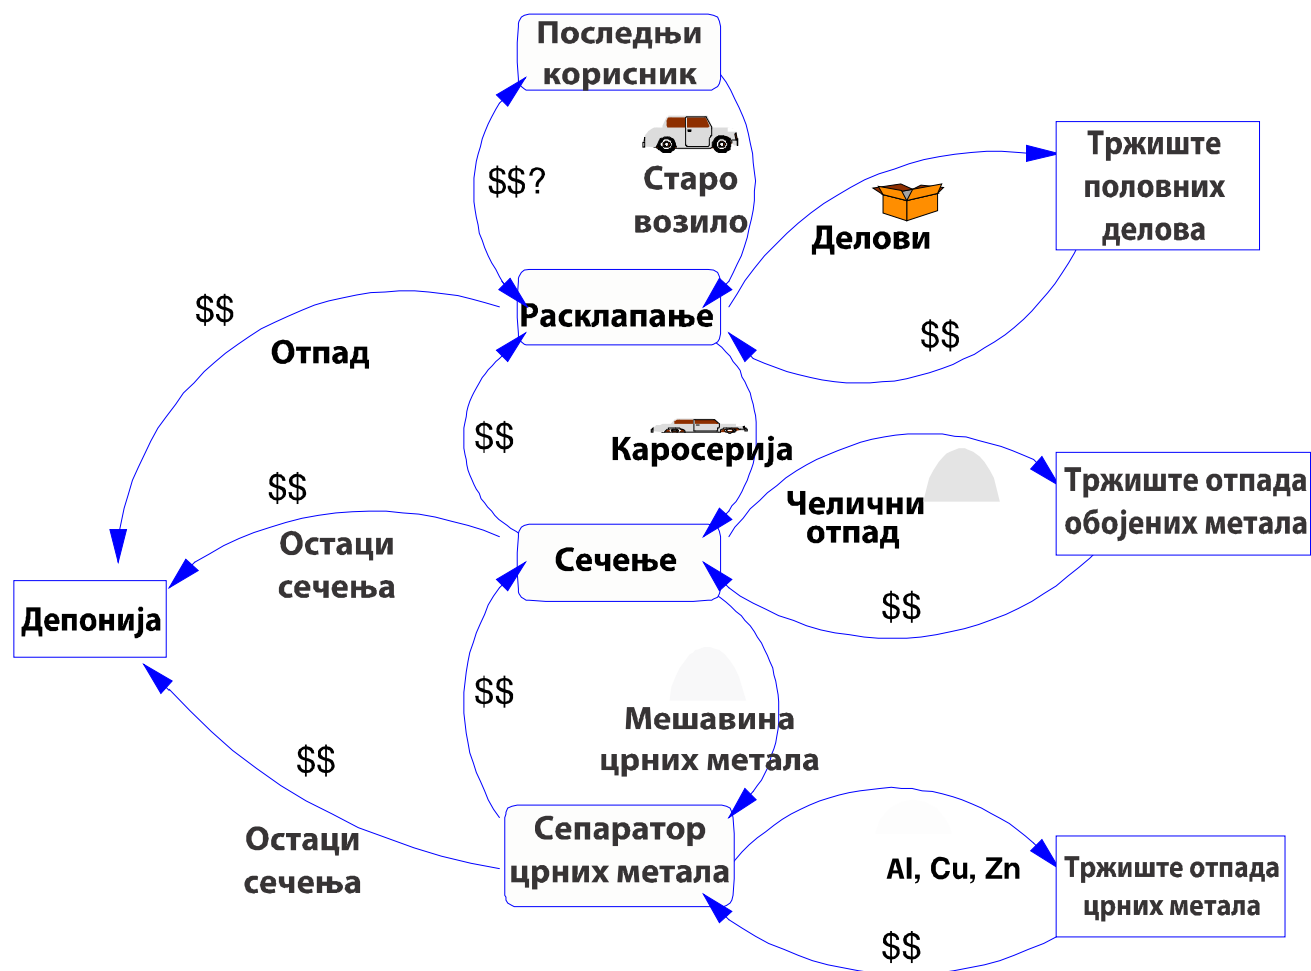 Последњи
корисник
$$?
Старо
возило
Делови
Тржиште
половних
делова
$$
Расклапање
$$
Отпад
$$
Каросерија
$$
Челични
отпад
Тржиште отпада
обојених метала
$$
Остаци
сечења
Сечење
$$
Депонија
$$
Мешавина
црних метала
$$
Остаци
сечења
Сепаратор
црних метала
Al, Cu, Zn
Тржиште отпада
црних метала
$$